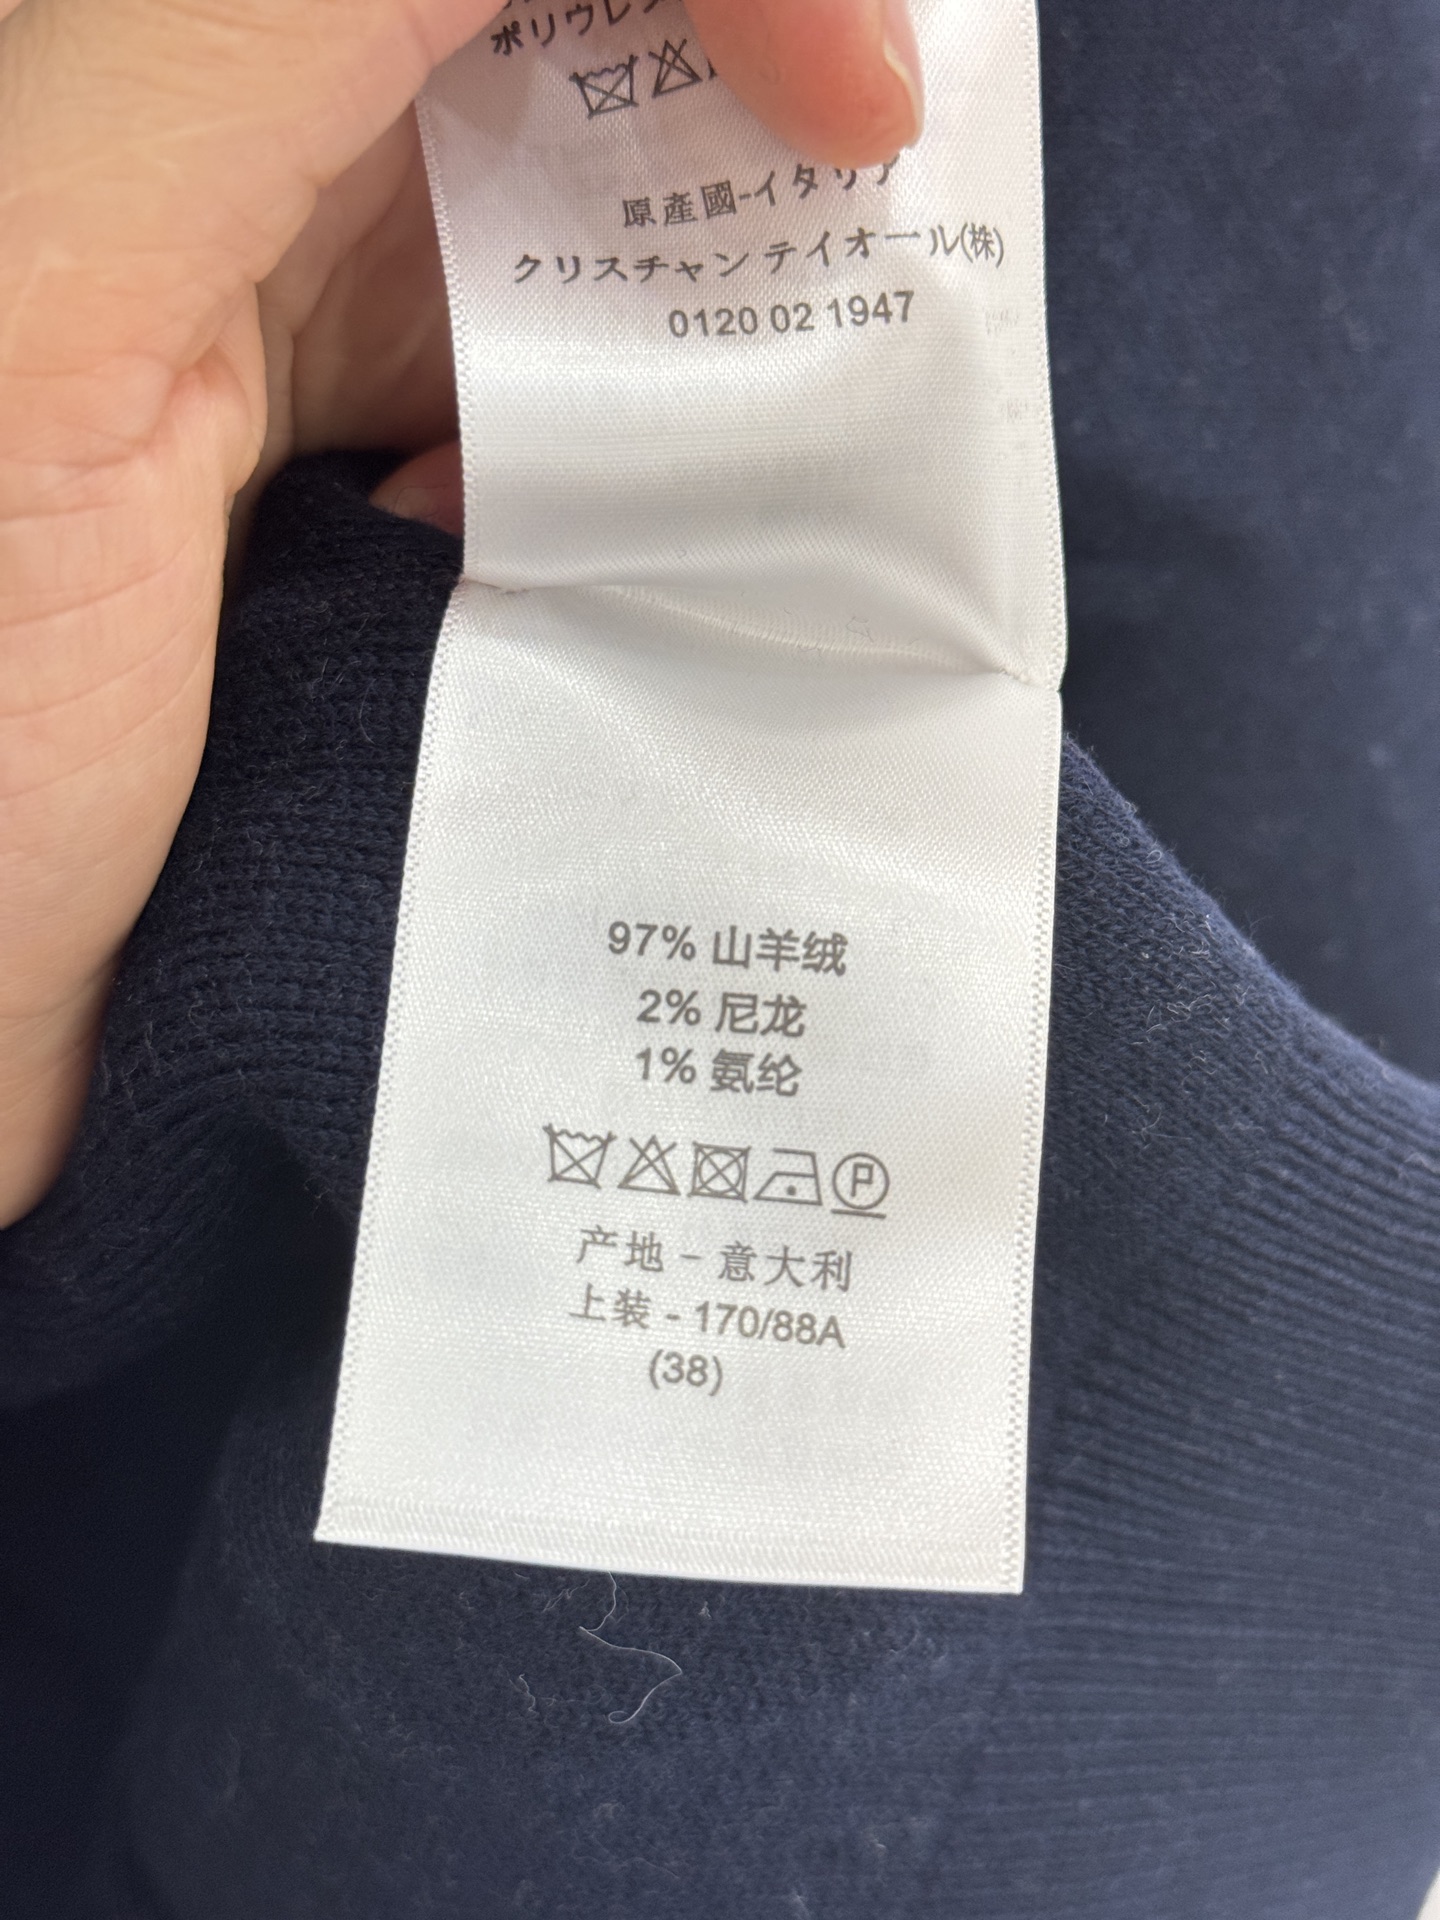 ポリウレタ
原産國-イタリア
クリスチャン テイオール(株)
0120 02 1947
97% 山羊绒
2% 尼龙
1% 氨纶
P
产地 - 意大利
上装 - 170/88A
(38)